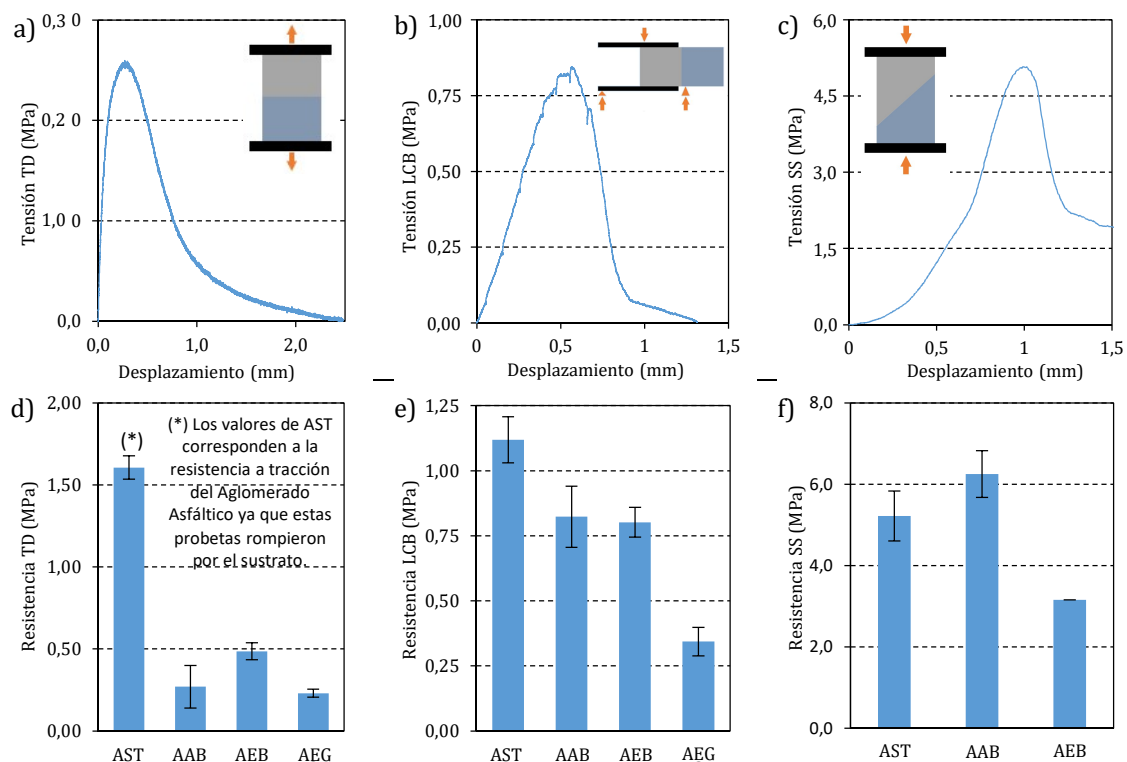 a)
0,3 0
0,2 0
1,0 0
0,0
0,0
1,0
2,0
Tensión TD (MPa)
Desplazamiento (mm)
b)
1,00
0,75
0,50
0,25
0,00
0
0,5
1
1,5
Tensión LCB (MPa)
Desplazamiento (mm)
c)
6,0
4,5
3,0
1,5
0,0
0
0,5
1
1,5
Tensión SS (MPa)
Desplazamiento (mm)
d)
2,00
1,50
1,00
0,50
0,00
Resistencia TD (MPa)
(*)
(*) Los valores de AST
corresponden a la
resistencia a tracción
del Aglomerado
Asfáltico ya que estas
probetas rompieron
por el sustrato.
AST
AAB
AEB
AEG
e)
1,25
1,00
0,75
0,50
0,25
0,00
Resistencia LCB (MPa)
AST
AAB
AEB
AEG
f)
8,0
6,0
4,0
2,0
0,0
Resistencia SS (MPa)
AST
AAB
AEB